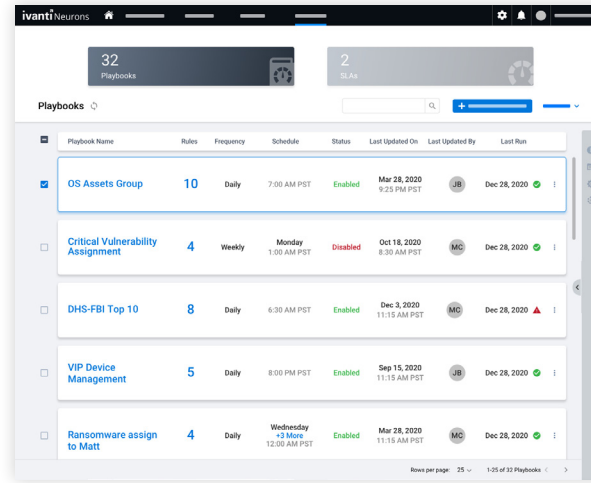 ivanti Neurons
32
Playbooks
2
SLAs
Playbooks
Playbook Name Rules Frequency Schedule Status Last Updated On Last Updated By Last Run
OS Assets Group 10 Daily 7:00 AM PST Enabled Mar 28, 2020 JB Dec 28, 2020
9:25 PM PST
Critical Vulnerability
Assignment 4 Weekly Monday Disabled Oct 18, 2020 MC Dec 28, 2020
1:00 AM PST 8:30 AM PST
DHS-FBI Top 10 8 Daily 6:30 AM PST Enabled Dec 3, 2020 MC Dec 28, 2020
11:15 AM PST
VIP Device
Management 5 Daily 8:00 PM PST Enabled Sep 15, 2020 JB Dec 28, 2020
11:15 AM PST
Ransomware assign
to Matt 4 Daily Wednesday Enabled Mar 28, 2020 MC Dec 28, 2020
+3 More 11:15 AM PST
12:00 AM PST
Rows per page: 25 1-25 of 32 Playbooks